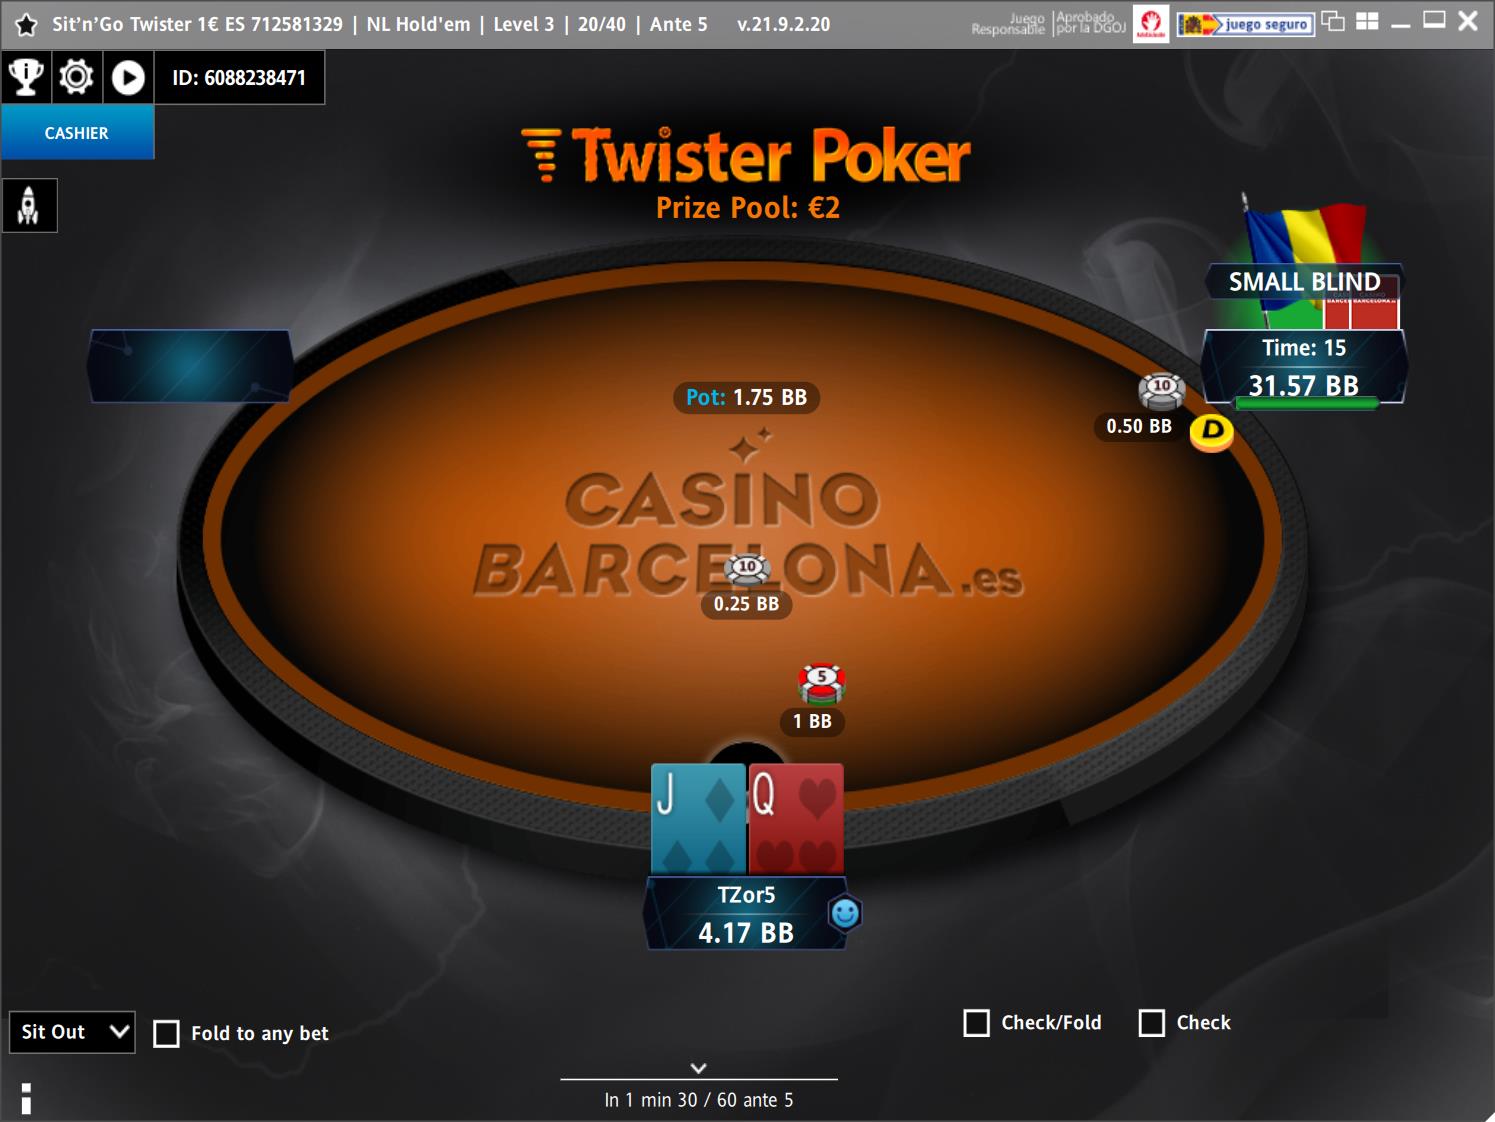 Sit'n'Go Twister 1€ ES 712581329 | NL Hold'em | Level 3 | 20/40 | Ante 5 v.21.9.2.20
Juego Responsable
Aprobado por la DGOJ
juego seguro
ID: 6088238471
CASHIER
Twister Poker
Prize Pool: €2
SMALL BLIND
Time: 15
31.57 BB
Pot: 1.75 BB
10
0.50 BB
D
CASINO
BARCELONA.es
10
0.25 BB
5
1 BB
J
Q
TZor5
4.17 BB
Sit Out
Fold to any bet
Check/Fold
Check
In 1 min 30 / 60 ante 5